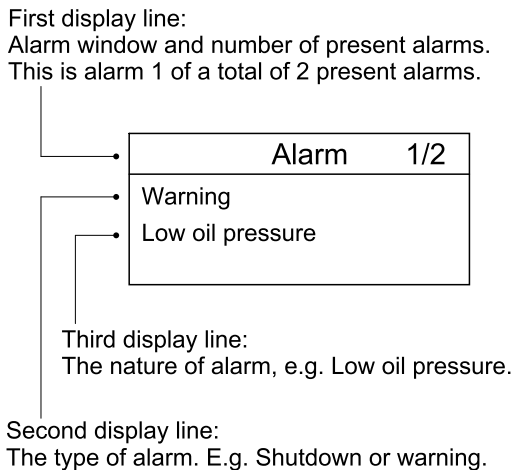 First display line:
Alarm window and number of present alarms.
This is alarm 1 of a total of 2 present alarms.
Alarm 1/2
Warning
Low oil pressure
Third display line:
The nature of alarm, e.g. Low oil pressure.
Second display line:
The type of alarm. E.g. Shutdown or warning.